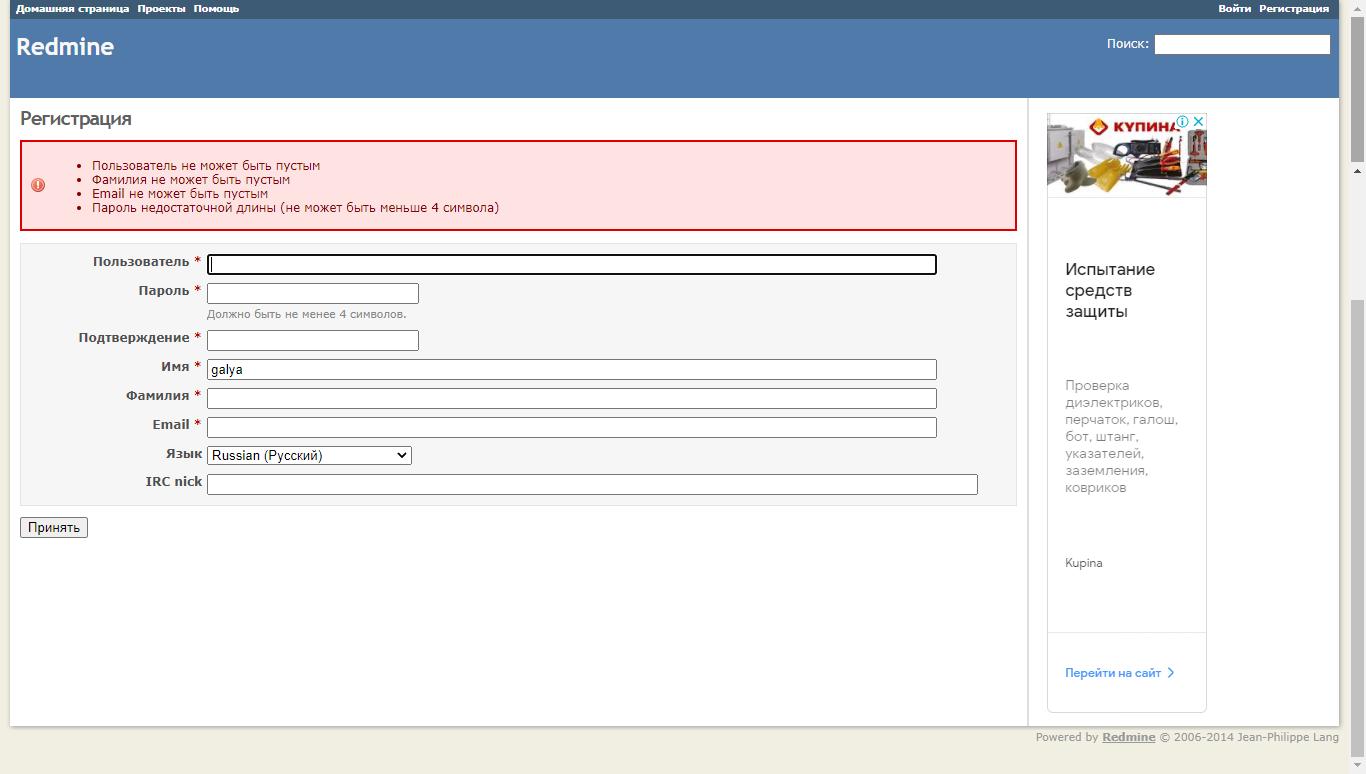 Домашняя страница Проекты Помощь Войти Регистрация
Redmine
Поиск:
Регистрация
Пользователь не может быть пустым
Фамилия не может быть пустым
Email не может быть пустым
Пароль недостаточной длины (не может быть меньше 4 символа)
Пользователь *
Пароль *
Должно быть не менее 4 символов.
Подтверждение *
Имя * galya
Фамилия *
Email *
Язык Russian (Русский)
IRC nick
Принять
КУПИНА
Испытание
средств
защиты
Проверка
диэлектриков,
перчаток, галош,
бот, штанг,
указателей,
заземления,
ковриков
Kupina
Перейти на сайт
Powered by Redmine © 2006-2014 Jean-Philippe Lang